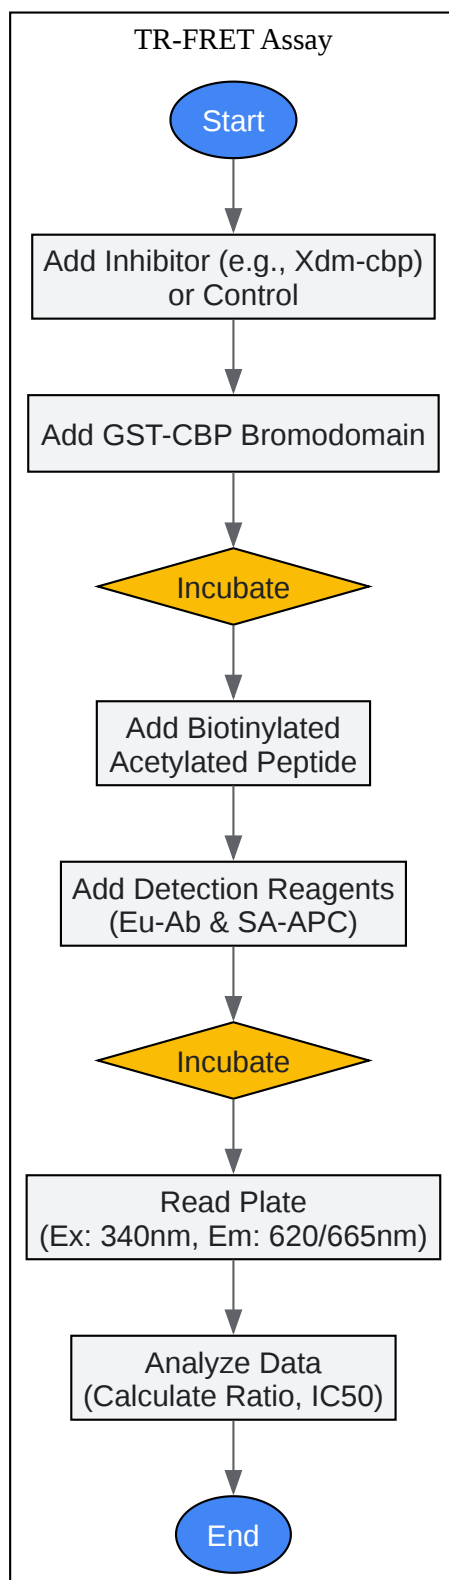 TR-FRET Assay
Start
Add Inhibitor (e.g., Xdm-cbp)
or Control
Add GST-CBP Bromodomain
Incubate
Add Biotinylated
Acetylated Peptide
Add Detection Reagents
(Eu-Ab & SA-APC)
Incubate
Read Plate
(Ex: 340nm, Em: 620/665nm)
Analyze Data
(Calculate Ratio, IC50)
End